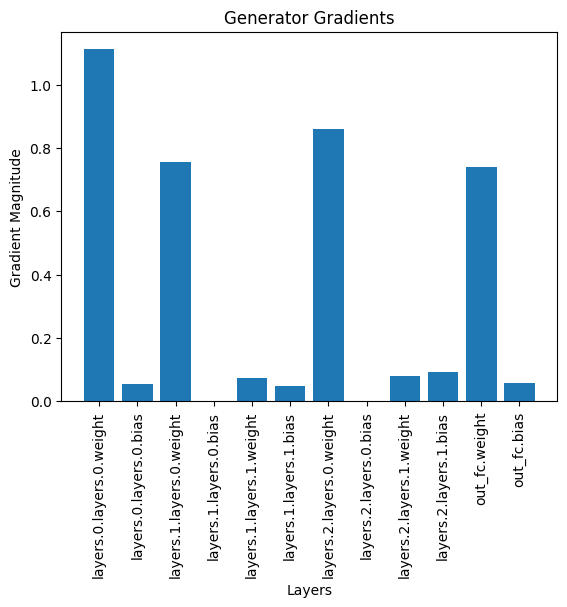 Generator Gradients
Gradient Magnitude
1.0
0.8
0.6
0.4
0.2
0.0
layers.0.layers.0.weight
layers.0.layers.0.bias
layers.1.layers.0.weight
layers.1.layers.0.bias
layers.1.layers.1.weight
layers.1.layers.1.bias
layers.2.layers.0.weight
layers.2.layers.0.bias
layers.2.layers.1.weight
layers.2.layers.1.bias
out_fc.weight
out_fc.bias
Layers